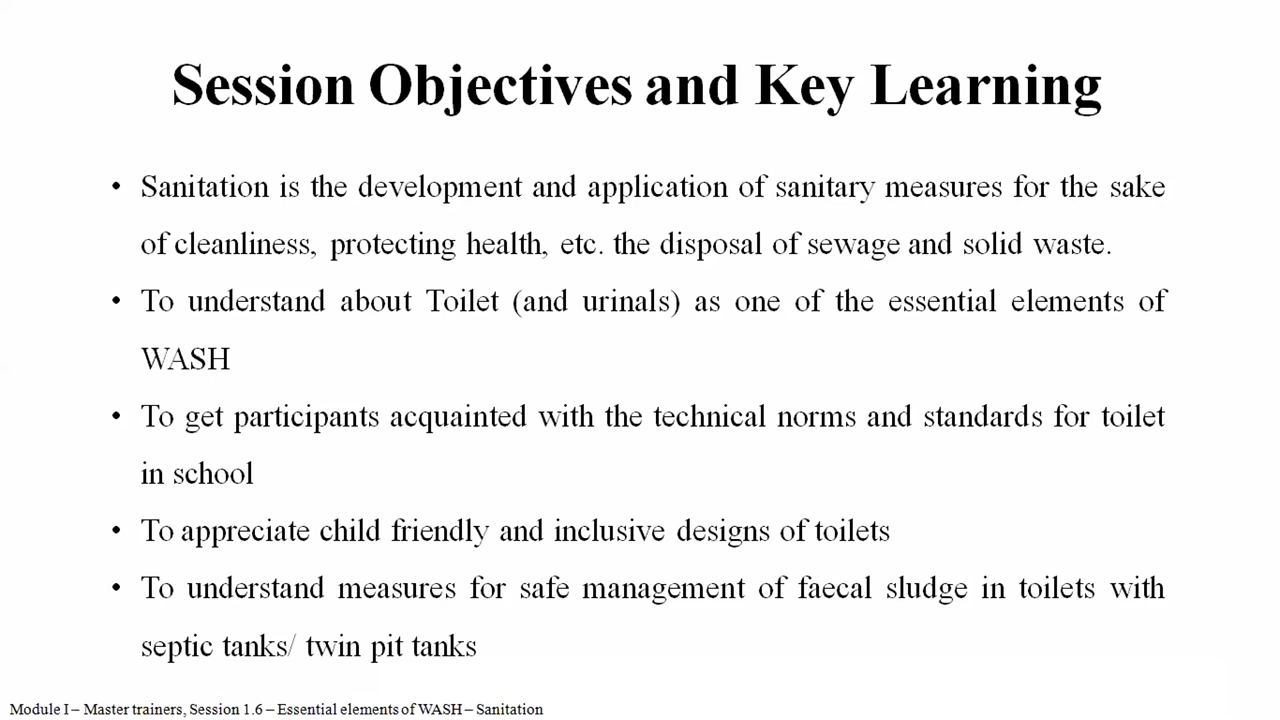 Session Objectives and Key Learning
• Sanitation is the development and application of sanitary measures for the sake
of cleanliness, protecting health, etc. the disposal of sewage and solid waste.
• To understand about Toilet (and urinals) as one of the essential elements of
WASH
• To get participants acquainted with the technical norms and standards for toilet
in school
• To appreciate child friendly and inclusive designs of toilets
• To understand measures for safe management of faecal sludge in toilets with
septic tanks/ twin pit tanks
Module I – Master trainers, Session 1.6 – Essential elements of WASH – Sanitation